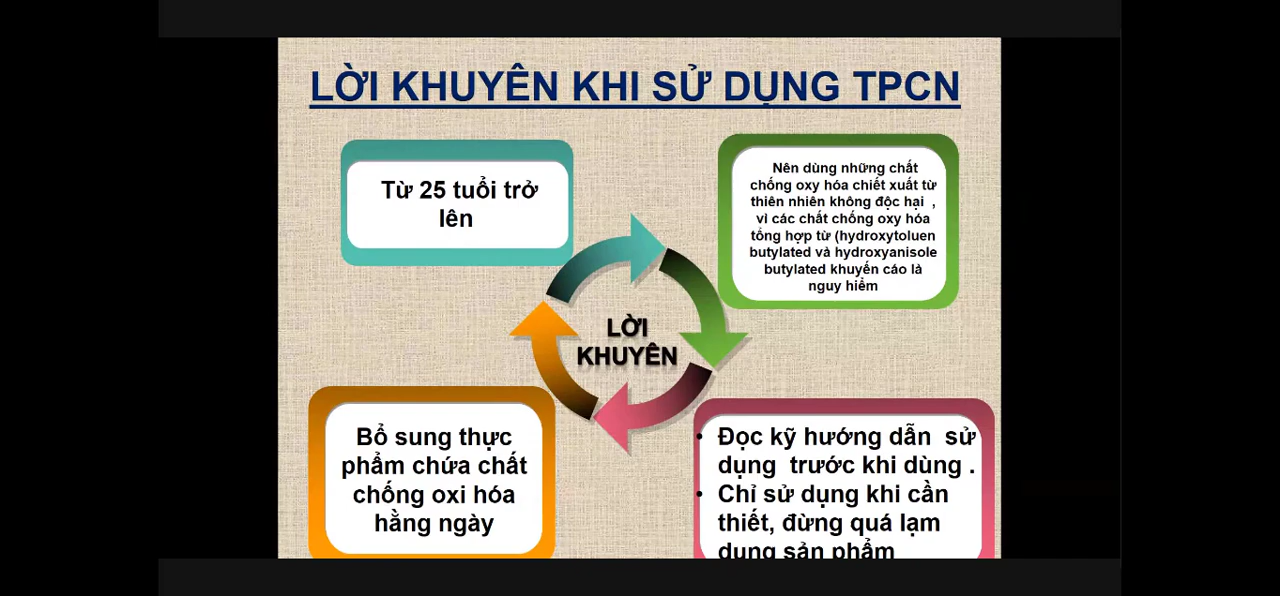 LỜI KHUYÊN KHI SỬ DỤNG TPCN
Từ 25 tuổi trở
lên
Nên dùng những chất
chống oxy hóa chiết xuất từ
thiên nhiên không độc hại ,
vì các chất chống oxy hóa
tổng hợp từ (hydroxytoluen
butylated và hydroxyanisole
butylated khuyến cáo là
nguy hiểm
LỜI
KHUYÊN
Bổ sung thực
phẩm chứa chất
chống oxi hóa
hằng ngày
• Đọc kỹ hướng dẫn sử
dụng trước khi dùng .
• Chỉ sử dụng khi cần
thiết, đừng quá lạm
dụng sản phẩm